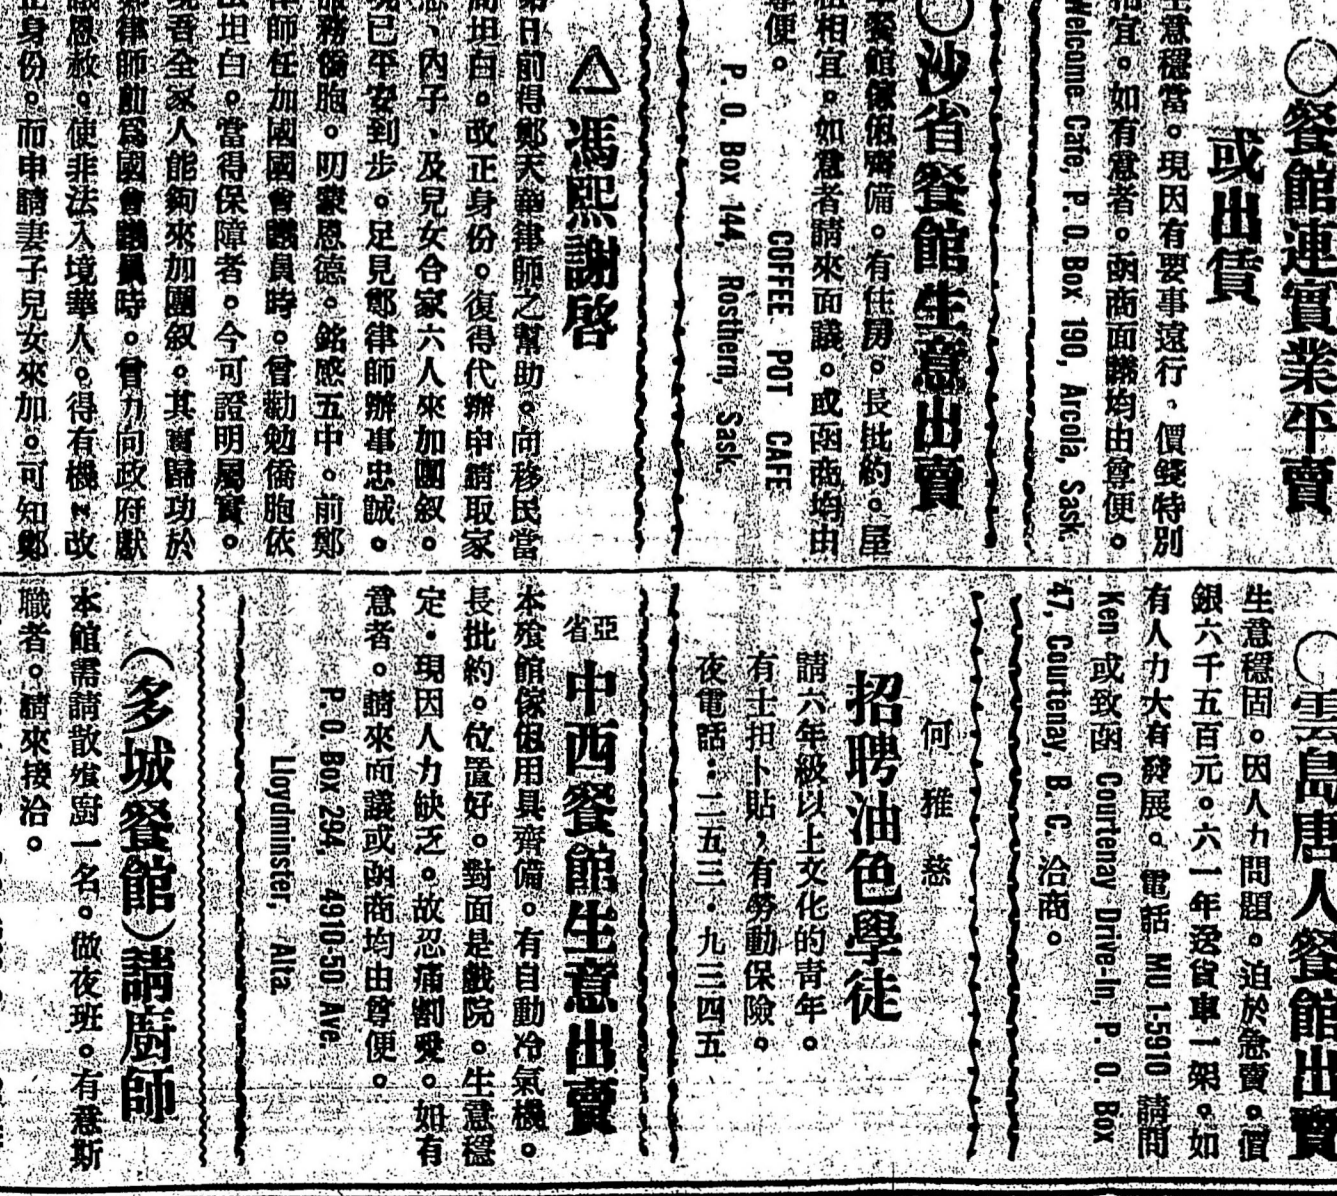 ○餐館連實業平賣
或出賃
生意穩當。現因有要事遠行。價錢特別
相宜。如有意者。函商面議均由尊便。
Welcome Cafe, P. O. Box 190, Arcola, Sask.
○沙省餐館生意出賣
餐館傢俬齊備。有住房。長批約。屋
租相宜。如意者請來面議。或函商均由
尊便。
COFFEE POT CAFE
P. O. Box 144, Rosthern, Sask.
△馮熙謝啓
日前得鄭天華律師之幫助。向移民當
局坦白。改正身份。復得代辦申請取家
內子、及兒女合家六人來加團敘。
現已平安到步。足見鄭律師辦事忠誠。
服務僑胞。叨蒙恩德。銘感五中。前鄭
律師任加國國會議員時。曾勸勉僑胞依
法坦白。當得保障者。今可證明屬實。
吾全家人能夠來加團敘。其實歸功於
鄭律師前為國會議員時。曾力向政府獻
議恩赦。使非法入境華人。得有機 改
正身份。而申請妻子兒女來加。可知鄭
○雲島唐人餐館出賣
生意穩固。因人力問題。迫於急賣。價
銀六千五百元。六一年送貨車一架。如
有人力大有發展。電話 MU 1-5910 請問
Ken 或致函 Courtenay Drive-In, P. O. Box
47, Courtenay, B. C. 洽商。
何雅慈
招聘油色學徒
請六年級以上文化的青年。
有士担卜貼，有勞動保險。
夜電話：二五三·九三四五
亞省 中西餐館生意出賣
本飱館傢俬用具齊備。有自動冷氣機。
長批約。位置好。對面是戲院。生意穩
定。現因人力缺乏。故忍痛割愛。如有
意者。請來面議或函商均由尊便。
P. O. Box 294, 4910-50 Ave.
Lloydminster, Alta.
（多城餐館）請廚師
本館需請散飱廚一名。做夜班。有意斯
職者。請來接洽。